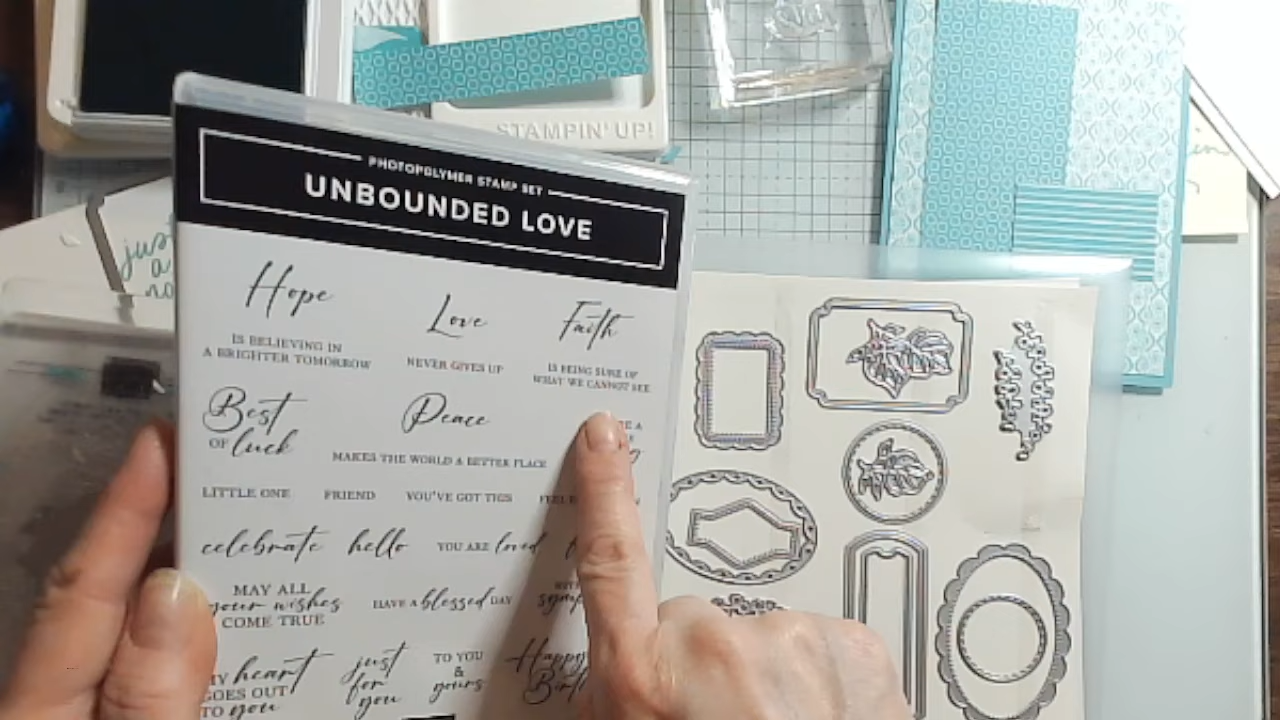 STAMPIN' UP!
PHOTOPOLYMER STAMP SET
UNBOUNDED LOVE
Hope
IS BELIEVING IN
A BRIGHTER TOMORROW
Love
NEVER GIVES UP
Faith
IS BEING SURE OF
WHAT WE CANNOT SEE
Best
OF luck
Peace
MAKES THE WORLD A BETTER PLACE
LITTLE ONE
FRIEND
YOU'VE GOT THIS
celebrate
hello
YOU ARE loved
MAY ALL
your wishes
COME TRUE
HAVE A blessed DAY
heart
GOES OUT
TO you
just
for
you
TO YOU
&
yours
Happy
just
a